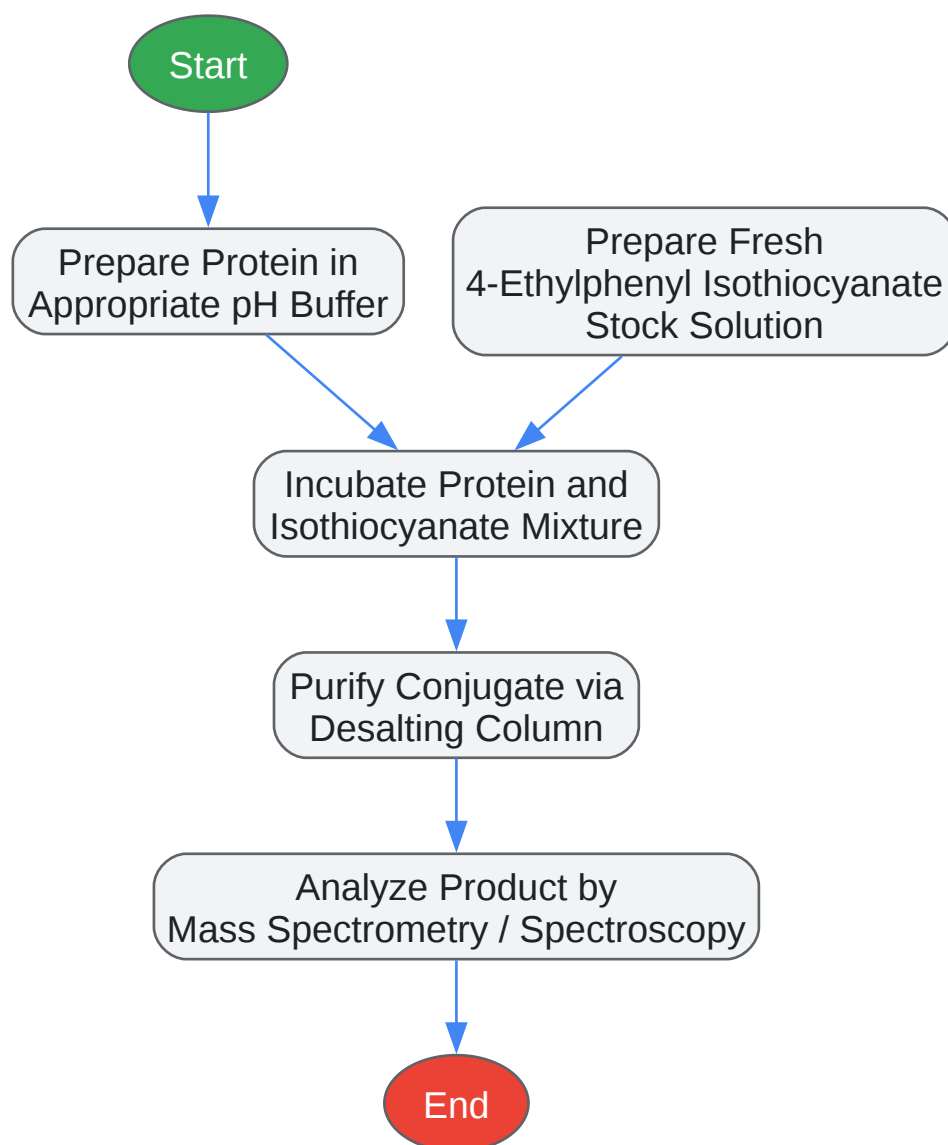 Start
Prepare Protein in
Appropriate pH Buffer
Prepare Fresh
4-Ethylphenyl Isothiocyanate
Stock Solution
Incubate Protein and
Isothiocyanate Mixture
Purify Conjugate via
Desalting Column
Analyze Product by
Mass Spectrometry / Spectroscopy
End